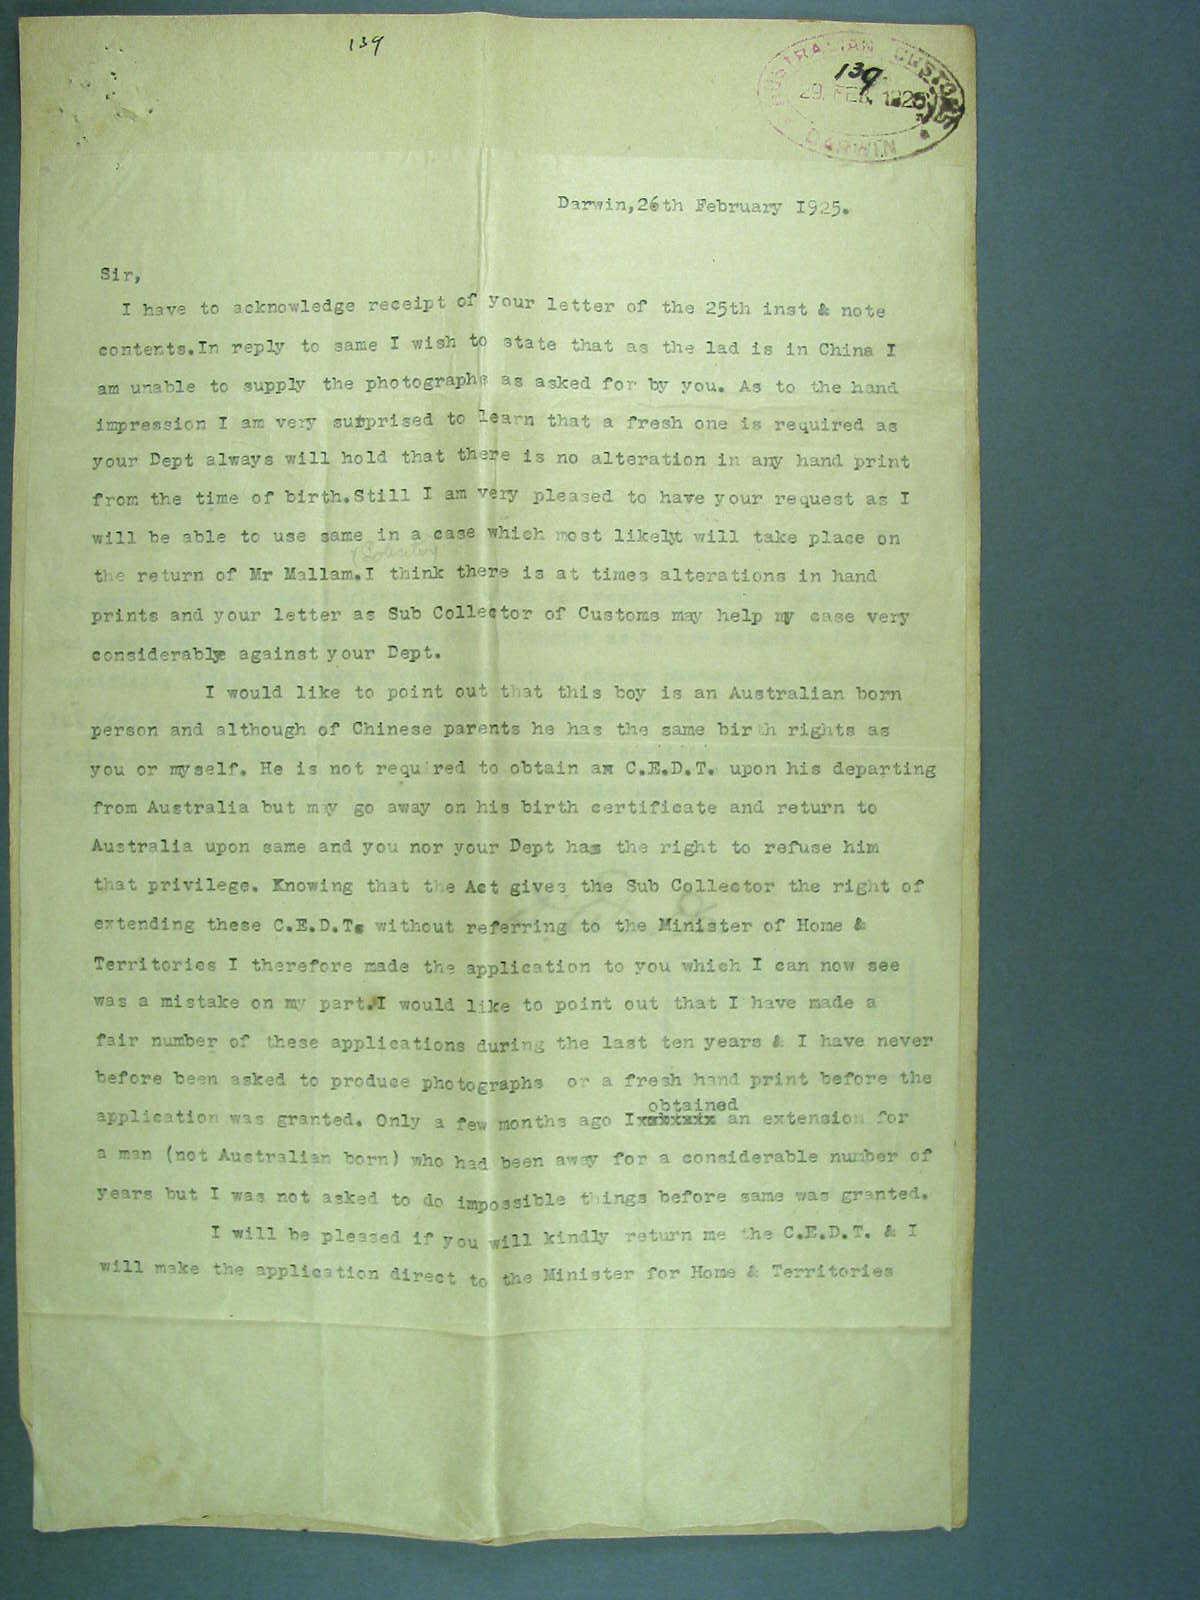 139
AUSTRALIAN CUSTOMS
139
29. FEB. 1925
DARWIN
Darwin,26th February 1925.
Sir,
I have to acknowledge receipt of your letter of the 25th inst & note
contents.In reply to same I wish to state that as the lad is in China I
am unable to supply the photographs as asked for by you. As to the hand
impression I am very surprised to learn that a fresh one is required as
your Dept always will hold that there is no alteration in any hand print
from the time of birth.Still I am very pleased to have your request as I
will be able to use same in a case which most likely will take place on
the return of Mr Mallam.I think there is at times alterations in hand
prints and your letter as Sub Collector of Customs may help my case very
considerable against your Dept.
I would like to point out that this boy is an Australian born
person and although of Chinese parents he has the same birth rights as
you or myself. He is not required to obtain a C.E.D.T. upon his departing
from Australia but may go away on his birth certificate and return to
Australia upon same and you nor your Dept has the right to refuse him
that privilege. Knowing that the Act gives the Sub Collector the right of
extending these C.E.D.Ts without referring to the Minister of Home &
Territories I therefore made the application to you which I can now see
was a mistake on my part.I would like to point out that I have made a
fair number of these applications during the last ten years & I have never
before been asked to produce photographs or a fresh hand print before the
application was granted. Only a few months ago I obtained an extension for
a man (not Australian born) who had been away for a considerable number of
years but I was not asked to do impossible things before same was granted.
I will be pleased if you will kindly return me the C.E.D.T. & I
will make the application direct to the Minister for Home & Territories